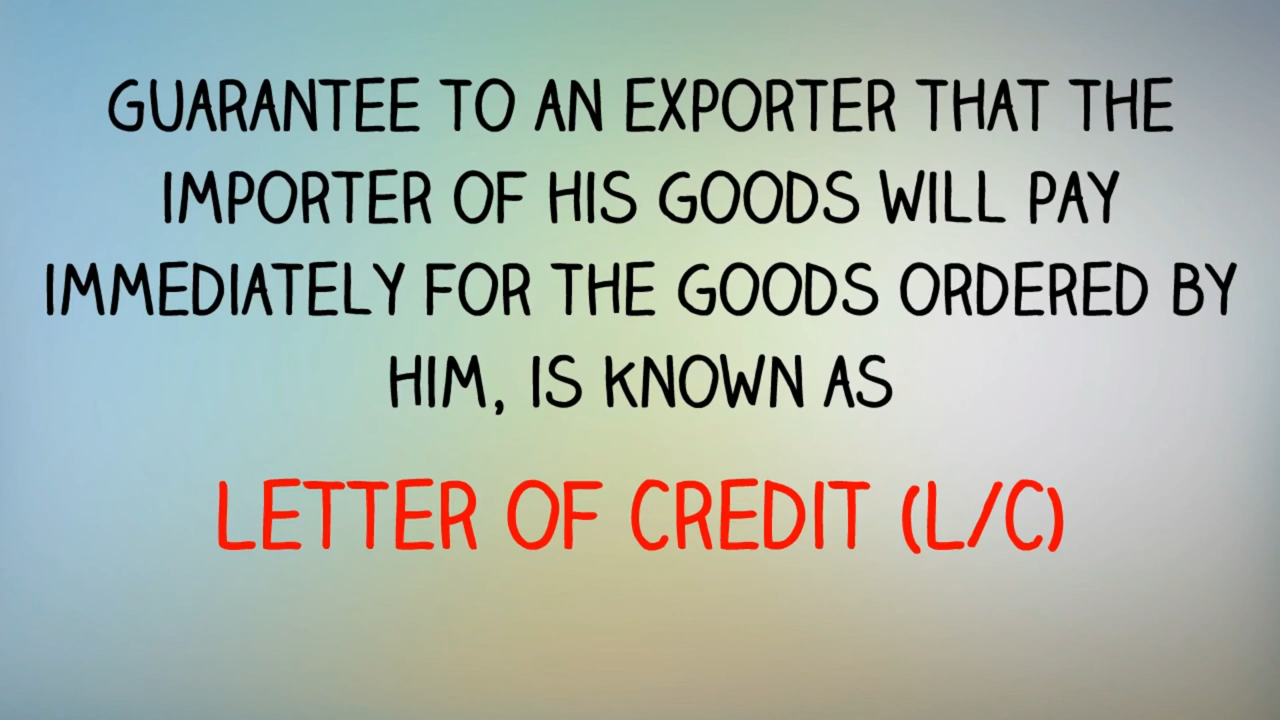 GUARANTEE TO AN EXPORTER THAT THE
IMPORTER OF HIS GOODS WILL PAY
IMMEDIATELY FOR THE GOODS ORDERED BY
HIM, IS KNOWN AS
LETTER OF CREDIT (L/C)